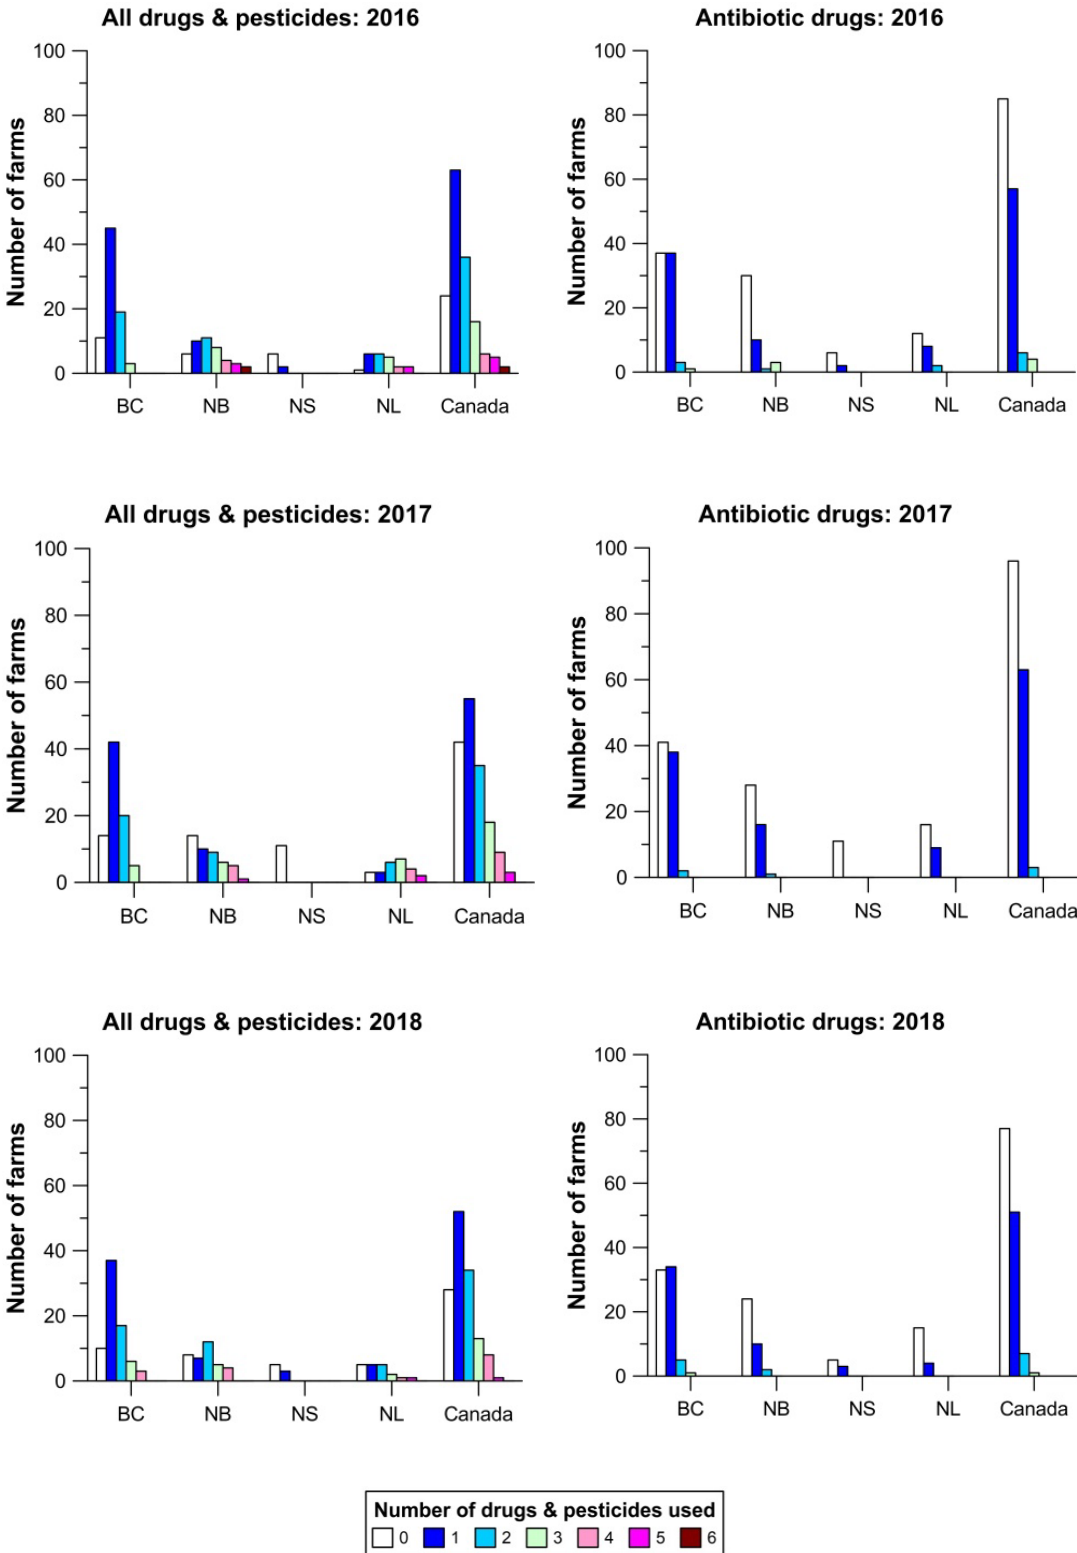 All drugs & pesticides: 2016
Number of farms
100
80
60
40
20
0
BC NB NS NL Canada
Antibiotic drugs: 2016
Number of farms
100
80
60
40
20
0
BC NB NS NL Canada
All drugs & pesticides: 2017
Number of farms
100
80
60
40
20
0
BC NB NS NL Canada
Antibiotic drugs: 2017
Number of farms
100
80
60
40
20
0
BC NB NS NL Canada
All drugs & pesticides: 2018
Number of farms
100
80
60
40
20
0
BC NB NS NL Canada
Antibiotic drugs: 2018
Number of farms
100
80
60
40
20
0
BC NB NS NL Canada
Number of drugs & pesticides used
0 1 2 3 4 5 6